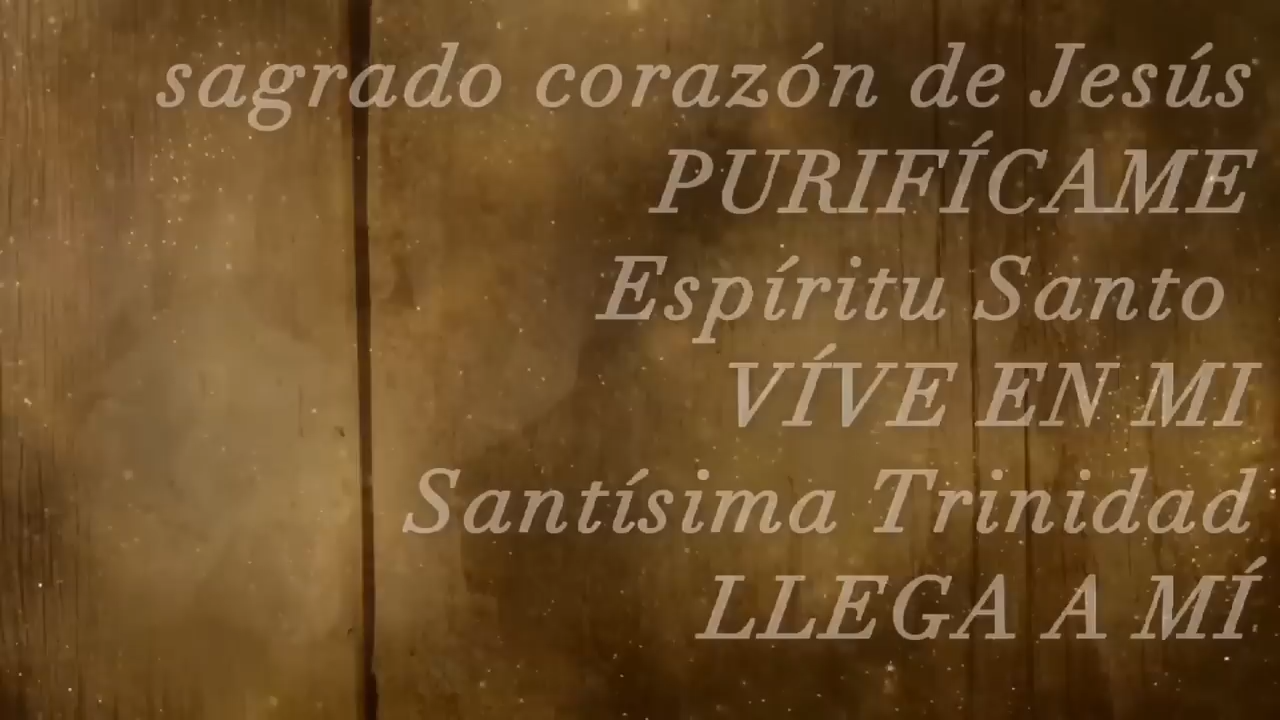 sagrado corazón de Jesús
PURIFÍCAME
Espíritu Santo
VÍVE EN MI
Santísima Trinidad
LLEGA A MÍ